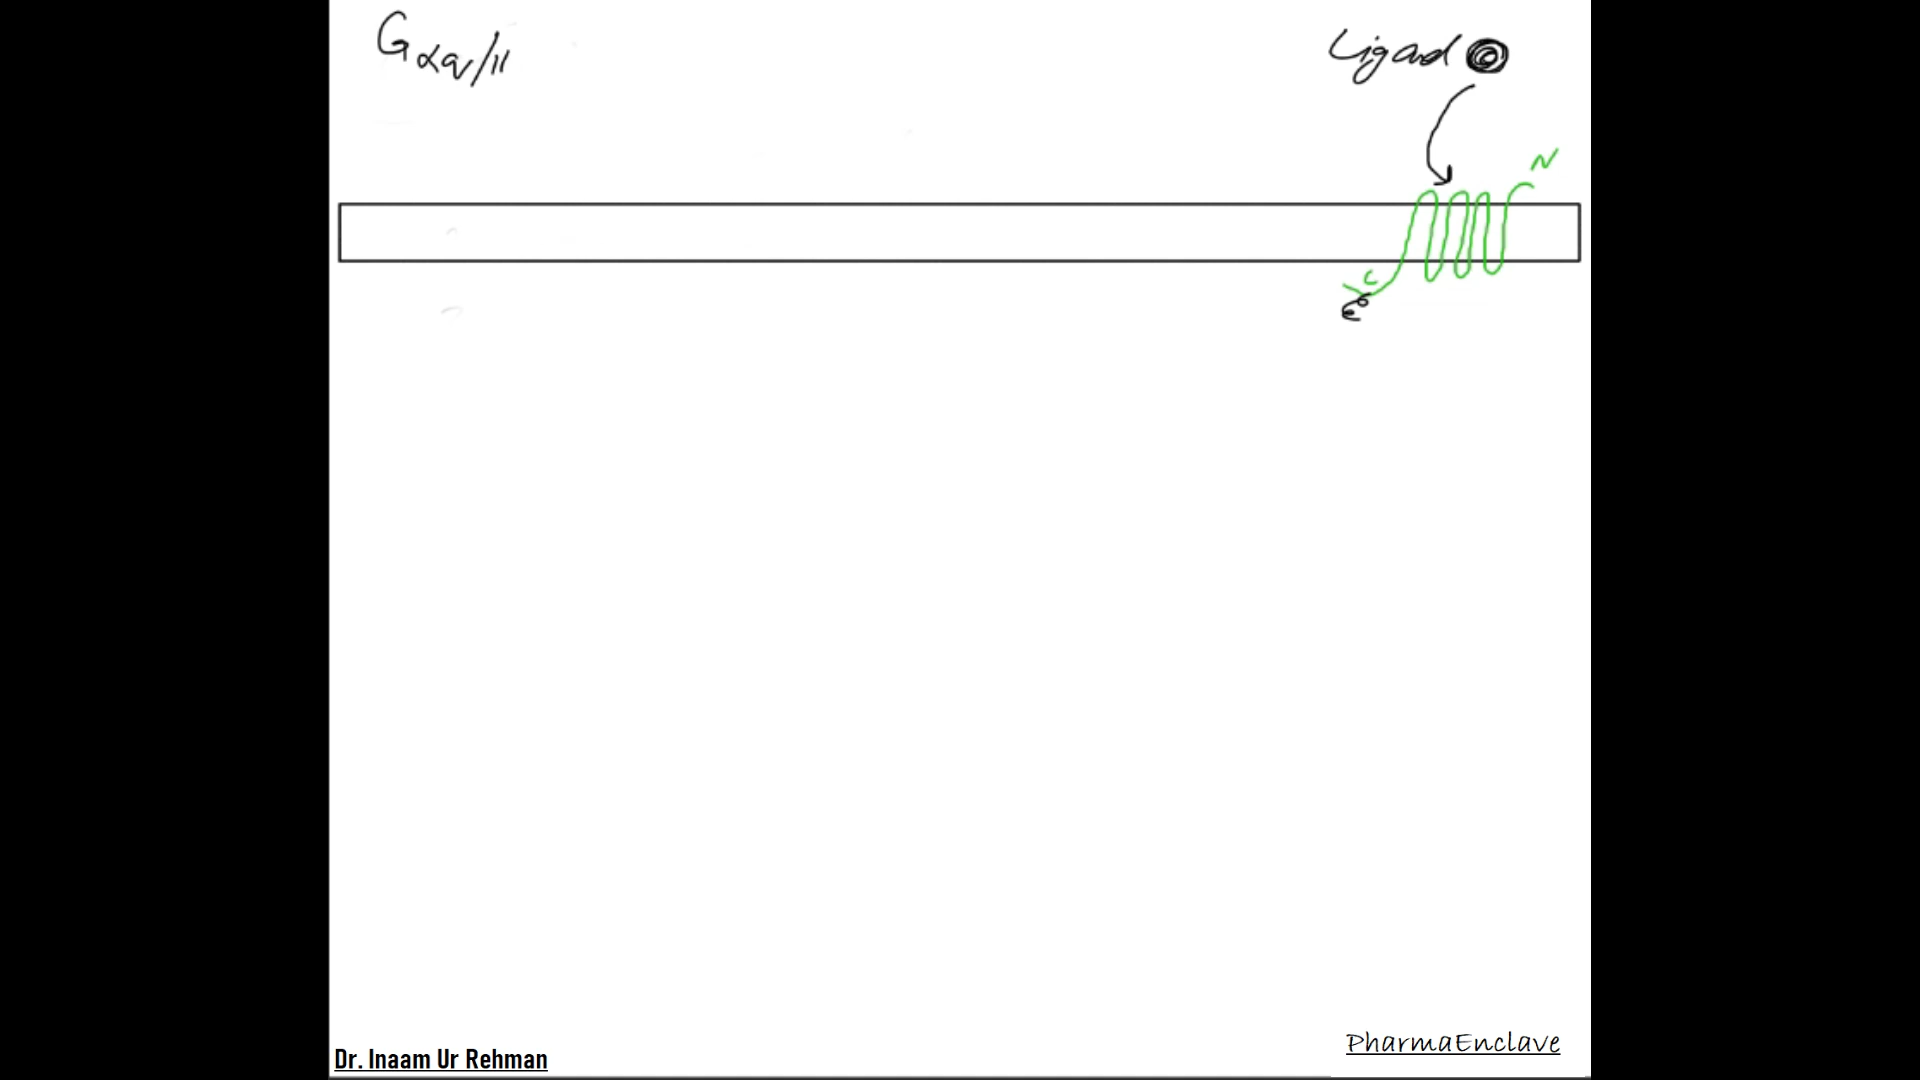 Gαq/11
Ligand
N
C
Dr. Inaam Ur Rehman
PharmaEnclave